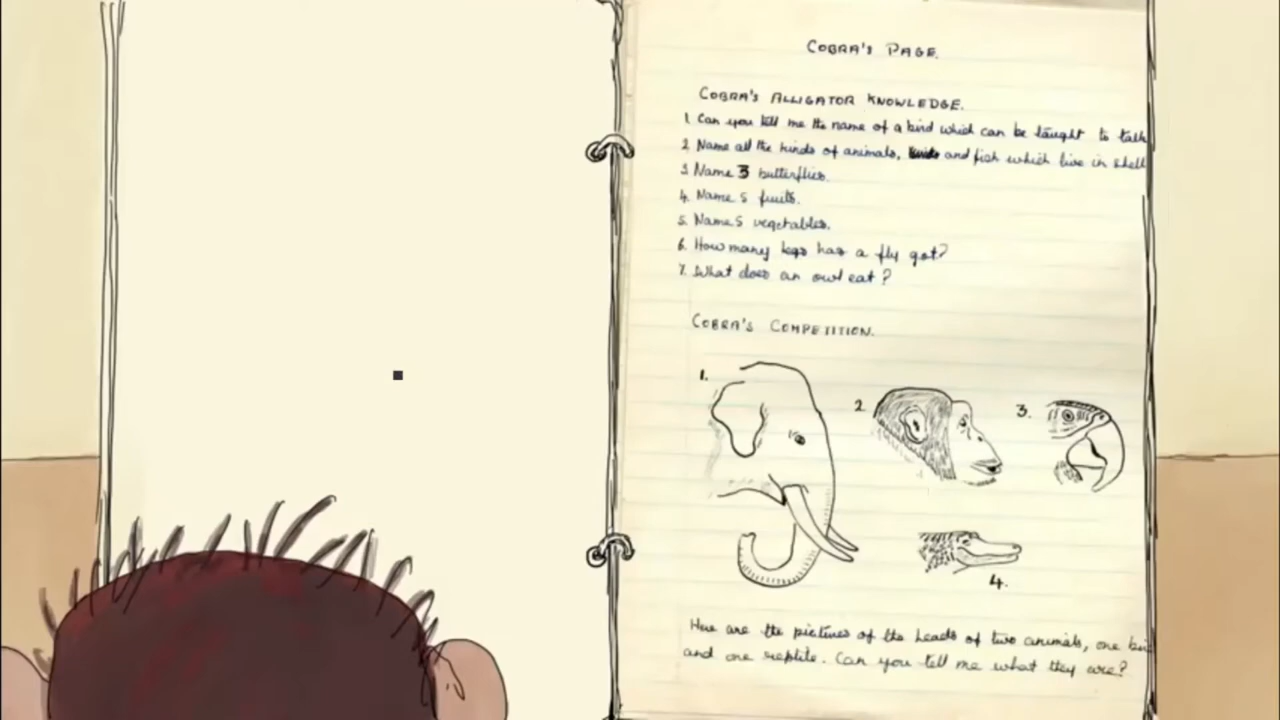 COBRA'S PAGE.
COBRA'S ALLIGATOR KNOWLEDGE.
1. Can you tell me the name of a bird which can be taught to talk
2 Name all the kinds of animals, and fish which live in shell
3 Name 3 butterflies.
4. Name 5 fruits.
5. Name 5 vegetables.
6. How many legs has a fly got?
7. What does an owl eat?
COBRA'S COMPETITION.
1.
2
3.
4.
Here are the pictures of the heads of two animals, one
and one reptile. Can you tell me what they are?